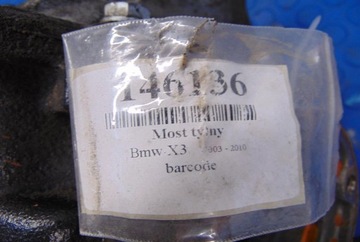 146136
Most tylny
Bmw-X3 2003 - 2010
barcode